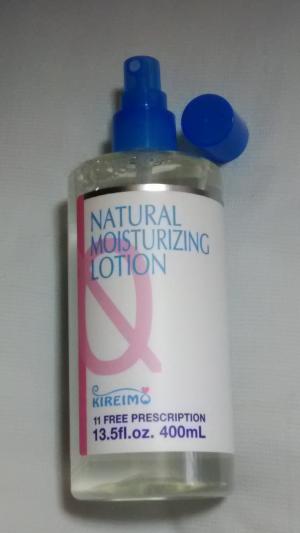 NATURAL
MOISTURIZING
LOTION
KIREIMO
11 FREE PRESCRIPTION
13.5fl.oz. 400mL